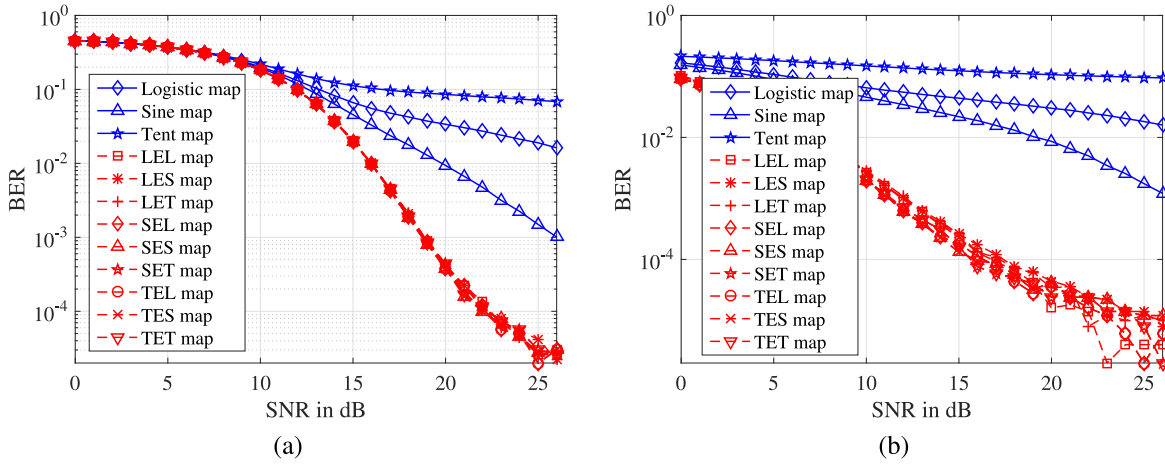 10^0
10^-1
10^-2
10^-3
10^-4
BER
0
5
10
15
20
25
SNR in dB
Logistic map
Sine map
Tent map
LEL map
LES map
LET map
SEL map
SES map
SET map
TEL map
TES map
TET map
(a)
10^0
10^-2
10^-4
BER
0
5
10
15
20
25
SNR in dB
Logistic map
Sine map
Tent map
LEL map
LES map
LET map
SEL map
SES map
SET map
TEL map
TES map
TET map
(b)